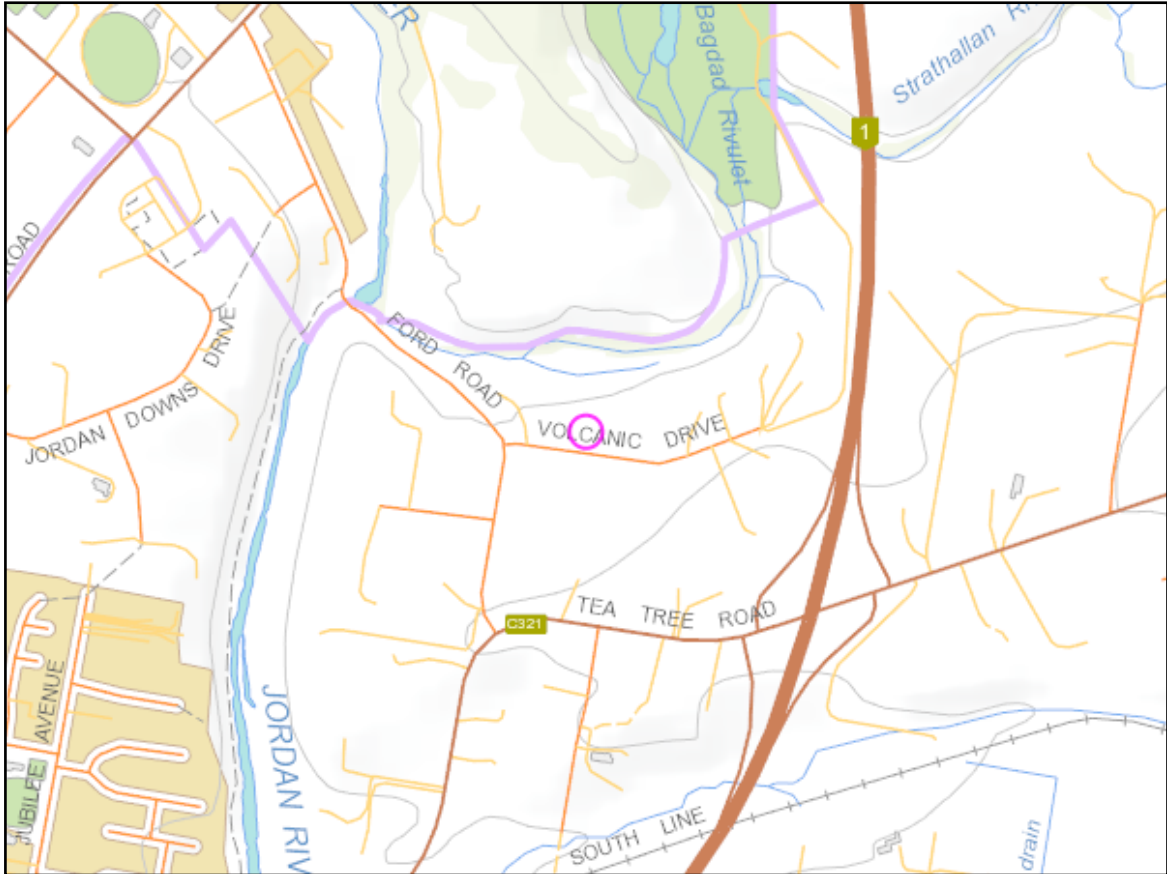 ER
Bagdad Rivulet
Strathallan Ri
1
ROAD
FORD ROAD
JORDAN DOWNS DRIVE
VOLCANIC DRIVE
TEA TREE ROAD
C321
JUBILEE AVENUE
JORDAN RIV
SOUTH LINE
drain